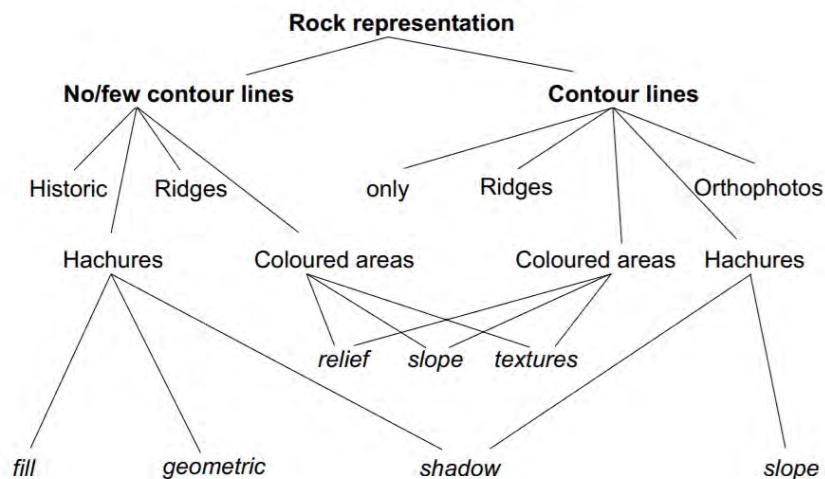 Rock representation
No/few contour lines
Contour lines
Historic
Ridges
only
Ridges
Orthophotos
Hachures
Coloured areas
Coloured areas
Hachures
relief
slope
textures
fill
geometric
shadow
slope